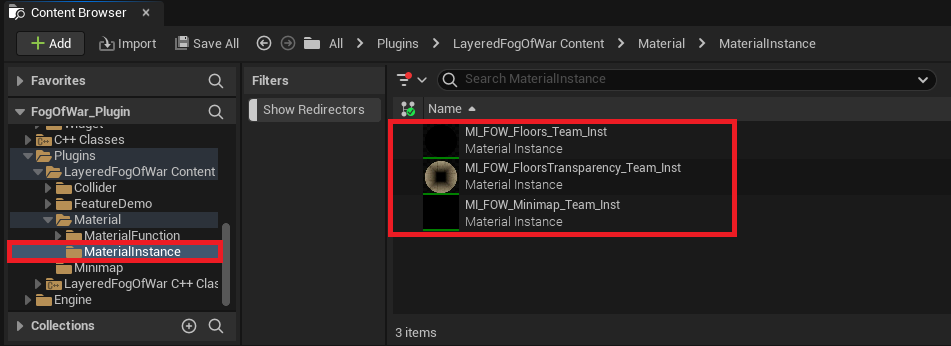 Content Browser
Add
Import
Save All
All
Plugins
LayeredFogOfWar Content
Material
MaterialInstance
Favorites
FogOfWar_Plugin
Widget
C++ Classes
Plugins
LayeredFogOfWar Content
Collider
FeatureDemo
Material
MaterialFunction
MaterialInstance
Minimap
LayeredFogOfWar C++ Clas
Engine
Collections
Filters
Show Redirectors
Search MaterialInstance
Name
MI_FOW_Floors_Team_Inst
Material Instance
MI_FOW_FloorsTransparency_Team_Inst
Material Instance
MI_FOW_Minimap_Team_Inst
Material Instance
3 items